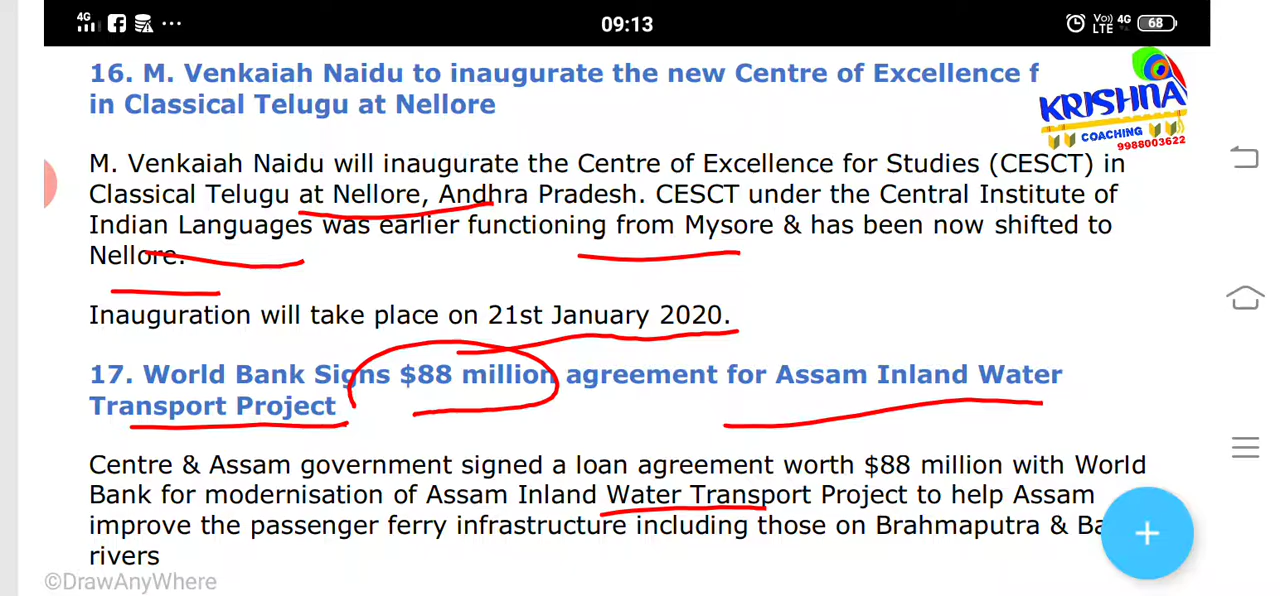 4G 09:13 Vo) LTE 4G 68
16. M. Venkaiah Naidu to inaugurate the new Centre of Excellence f
in Classical Telugu at Nellore
KRISHNA
COACHING
9988003622
M. Venkaiah Naidu will inaugurate the Centre of Excellence for Studies (CESCT) in
Classical Telugu at Nellore, Andhra Pradesh. CESCT under the Central Institute of
Indian Languages was earlier functioning from Mysore & has been now shifted to
Nellore.
Inauguration will take place on 21st January 2020.
17. World Bank Signs $88 million agreement for Assam Inland Water
Transport Project
Centre & Assam government signed a loan agreement worth $88 million with World
Bank for modernisation of Assam Inland Water Transport Project to help Assam
improve the passenger ferry infrastructure including those on Brahmaputra & Ba
rivers
©DrawAnyWhere